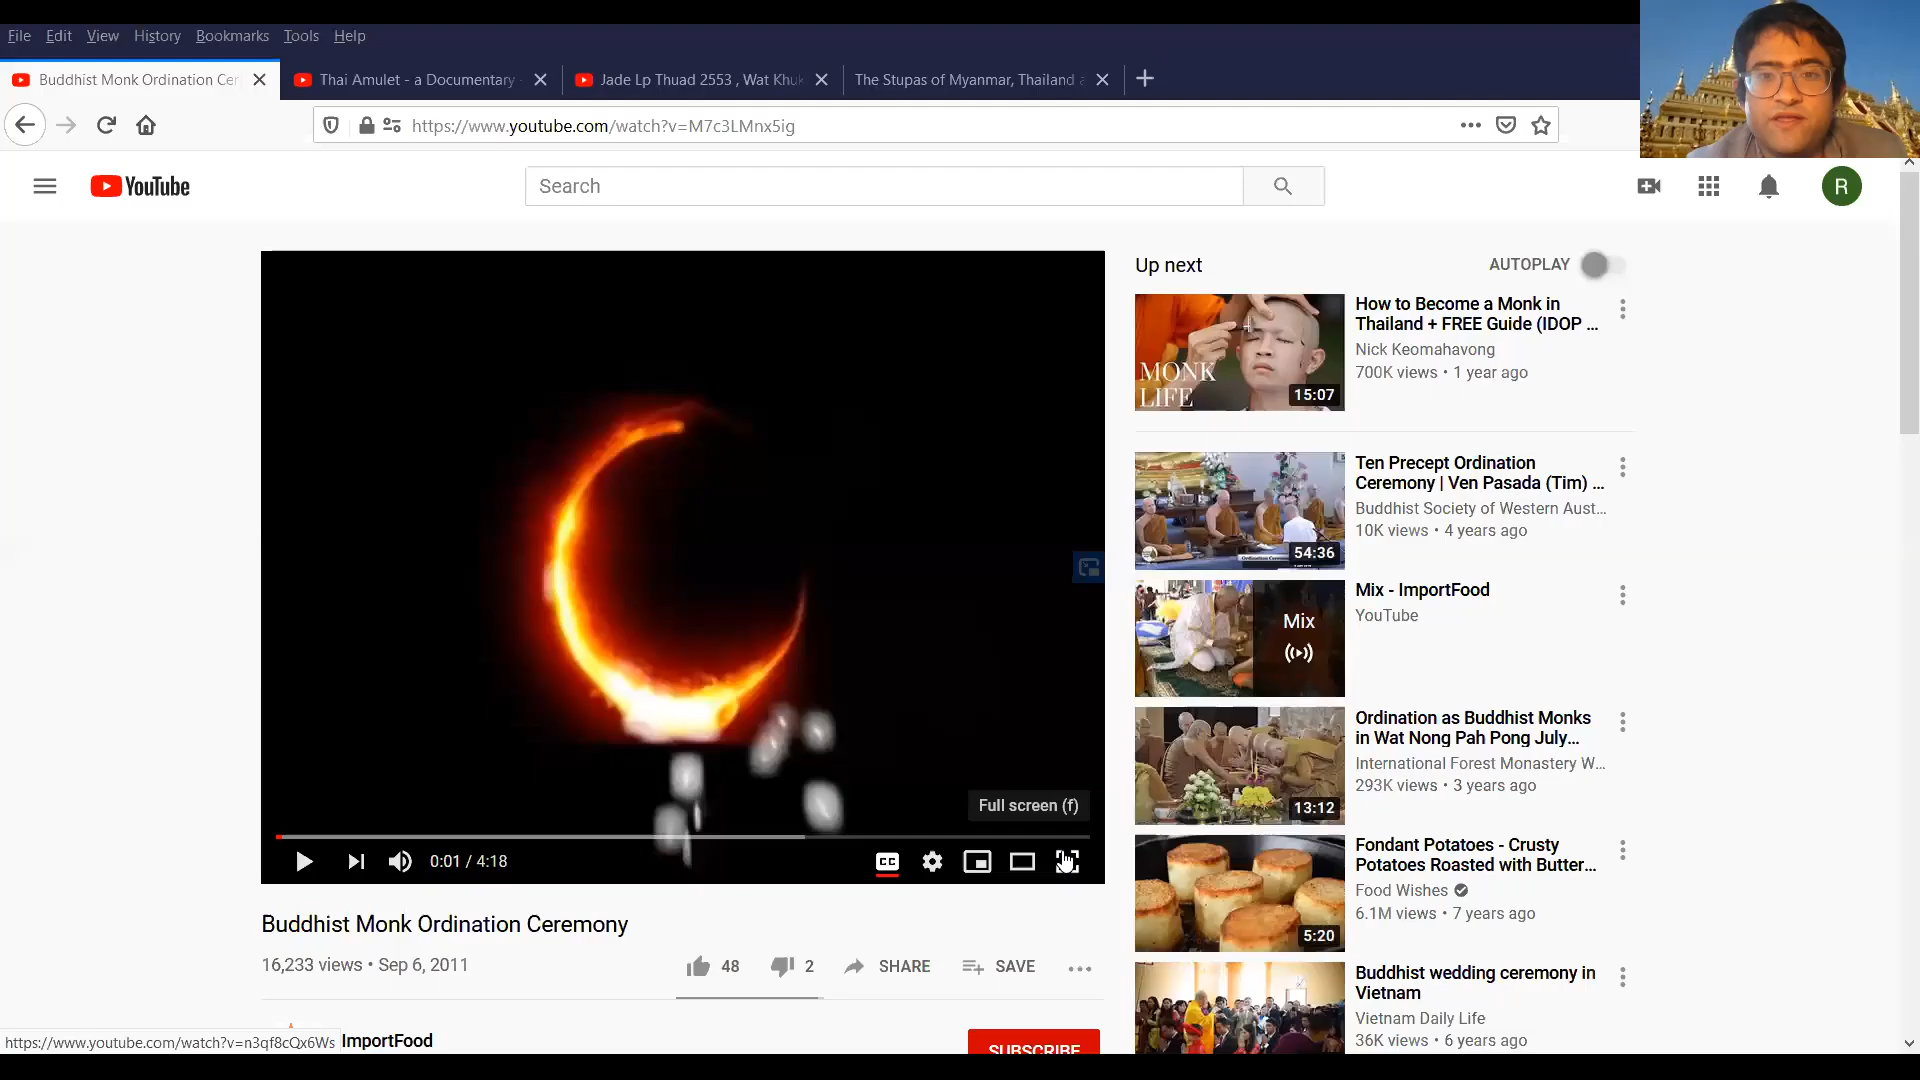 File Edit View History Bookmarks Tools Help
Buddhist Monk Ordination Cer
Thai Amulet - a Documentary -
Jade Lp Thuad 2553 , Wat Khuk
The Stupas of Myanmar, Thailand a
https://www.youtube.com/watch?v=M7c3LMnx5ig
YouTube
Search
R
Up next
AUTOPLAY
How to Become a Monk in
Thailand + FREE Guide (IDOP ...
Nick Keomahavong
700K views • 1 year ago
MONK
LIFE
15:07
Ten Precept Ordination
Ceremony | Ven Pasada (Tim) ...
Buddhist Society of Western Aust...
10K views • 4 years ago
54:36
Mix - ImportFood
YouTube
Mix
Ordination as Buddhist Monks
in Wat Nong Pah Pong July...
International Forest Monastery W...
293K views • 3 years ago
13:12
Fondant Potatoes - Crusty
Potatoes Roasted with Butter...
Food Wishes
6.1M views • 7 years ago
5:20
Buddhist wedding ceremony in
Vietnam
Vietnam Daily Life
36K views • 6 years ago
Full screen (f)
0:01 / 4:18
CC
Buddhist Monk Ordination Ceremony
16,233 views • Sep 6, 2011
48
2
SHARE
SAVE
ImportFood
SUBSCRIBE
https://www.youtube.com/watch?v=n3qf8cQx6Ws